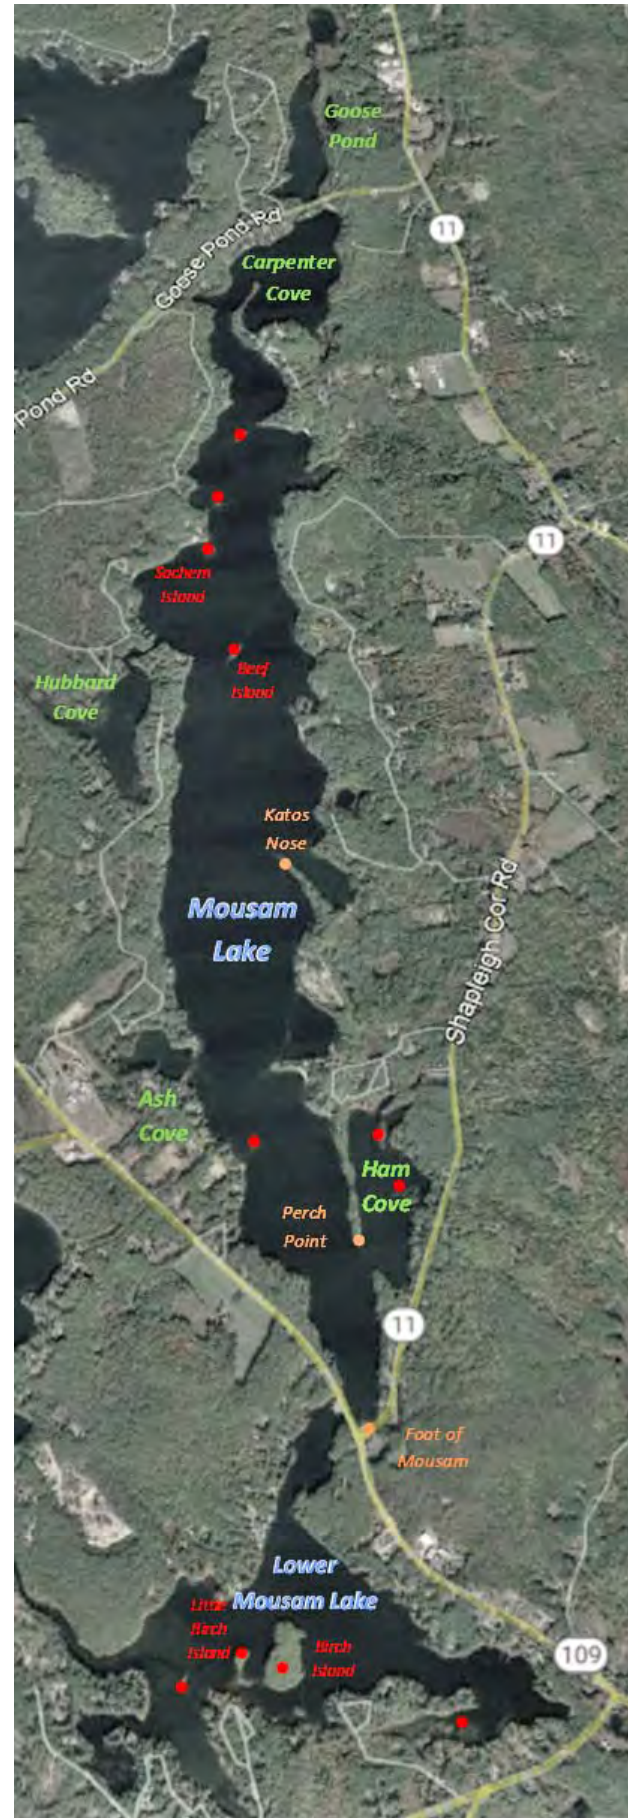 Goose
Pond
11
Goose Pond Rd
Carpenter
Cove
Pond Rd
11
Sachem
Island
Beef
Island
Hubbard
Cove
Katos
Nose
Mousam
Lake
Shapleigh Cor Rd
Ash
Cove
Ham
Cove
Perch
Point
11
Foot of
Mousam
Lower
Mousam Lake
Little
Birch
Island
Birch
Island
109